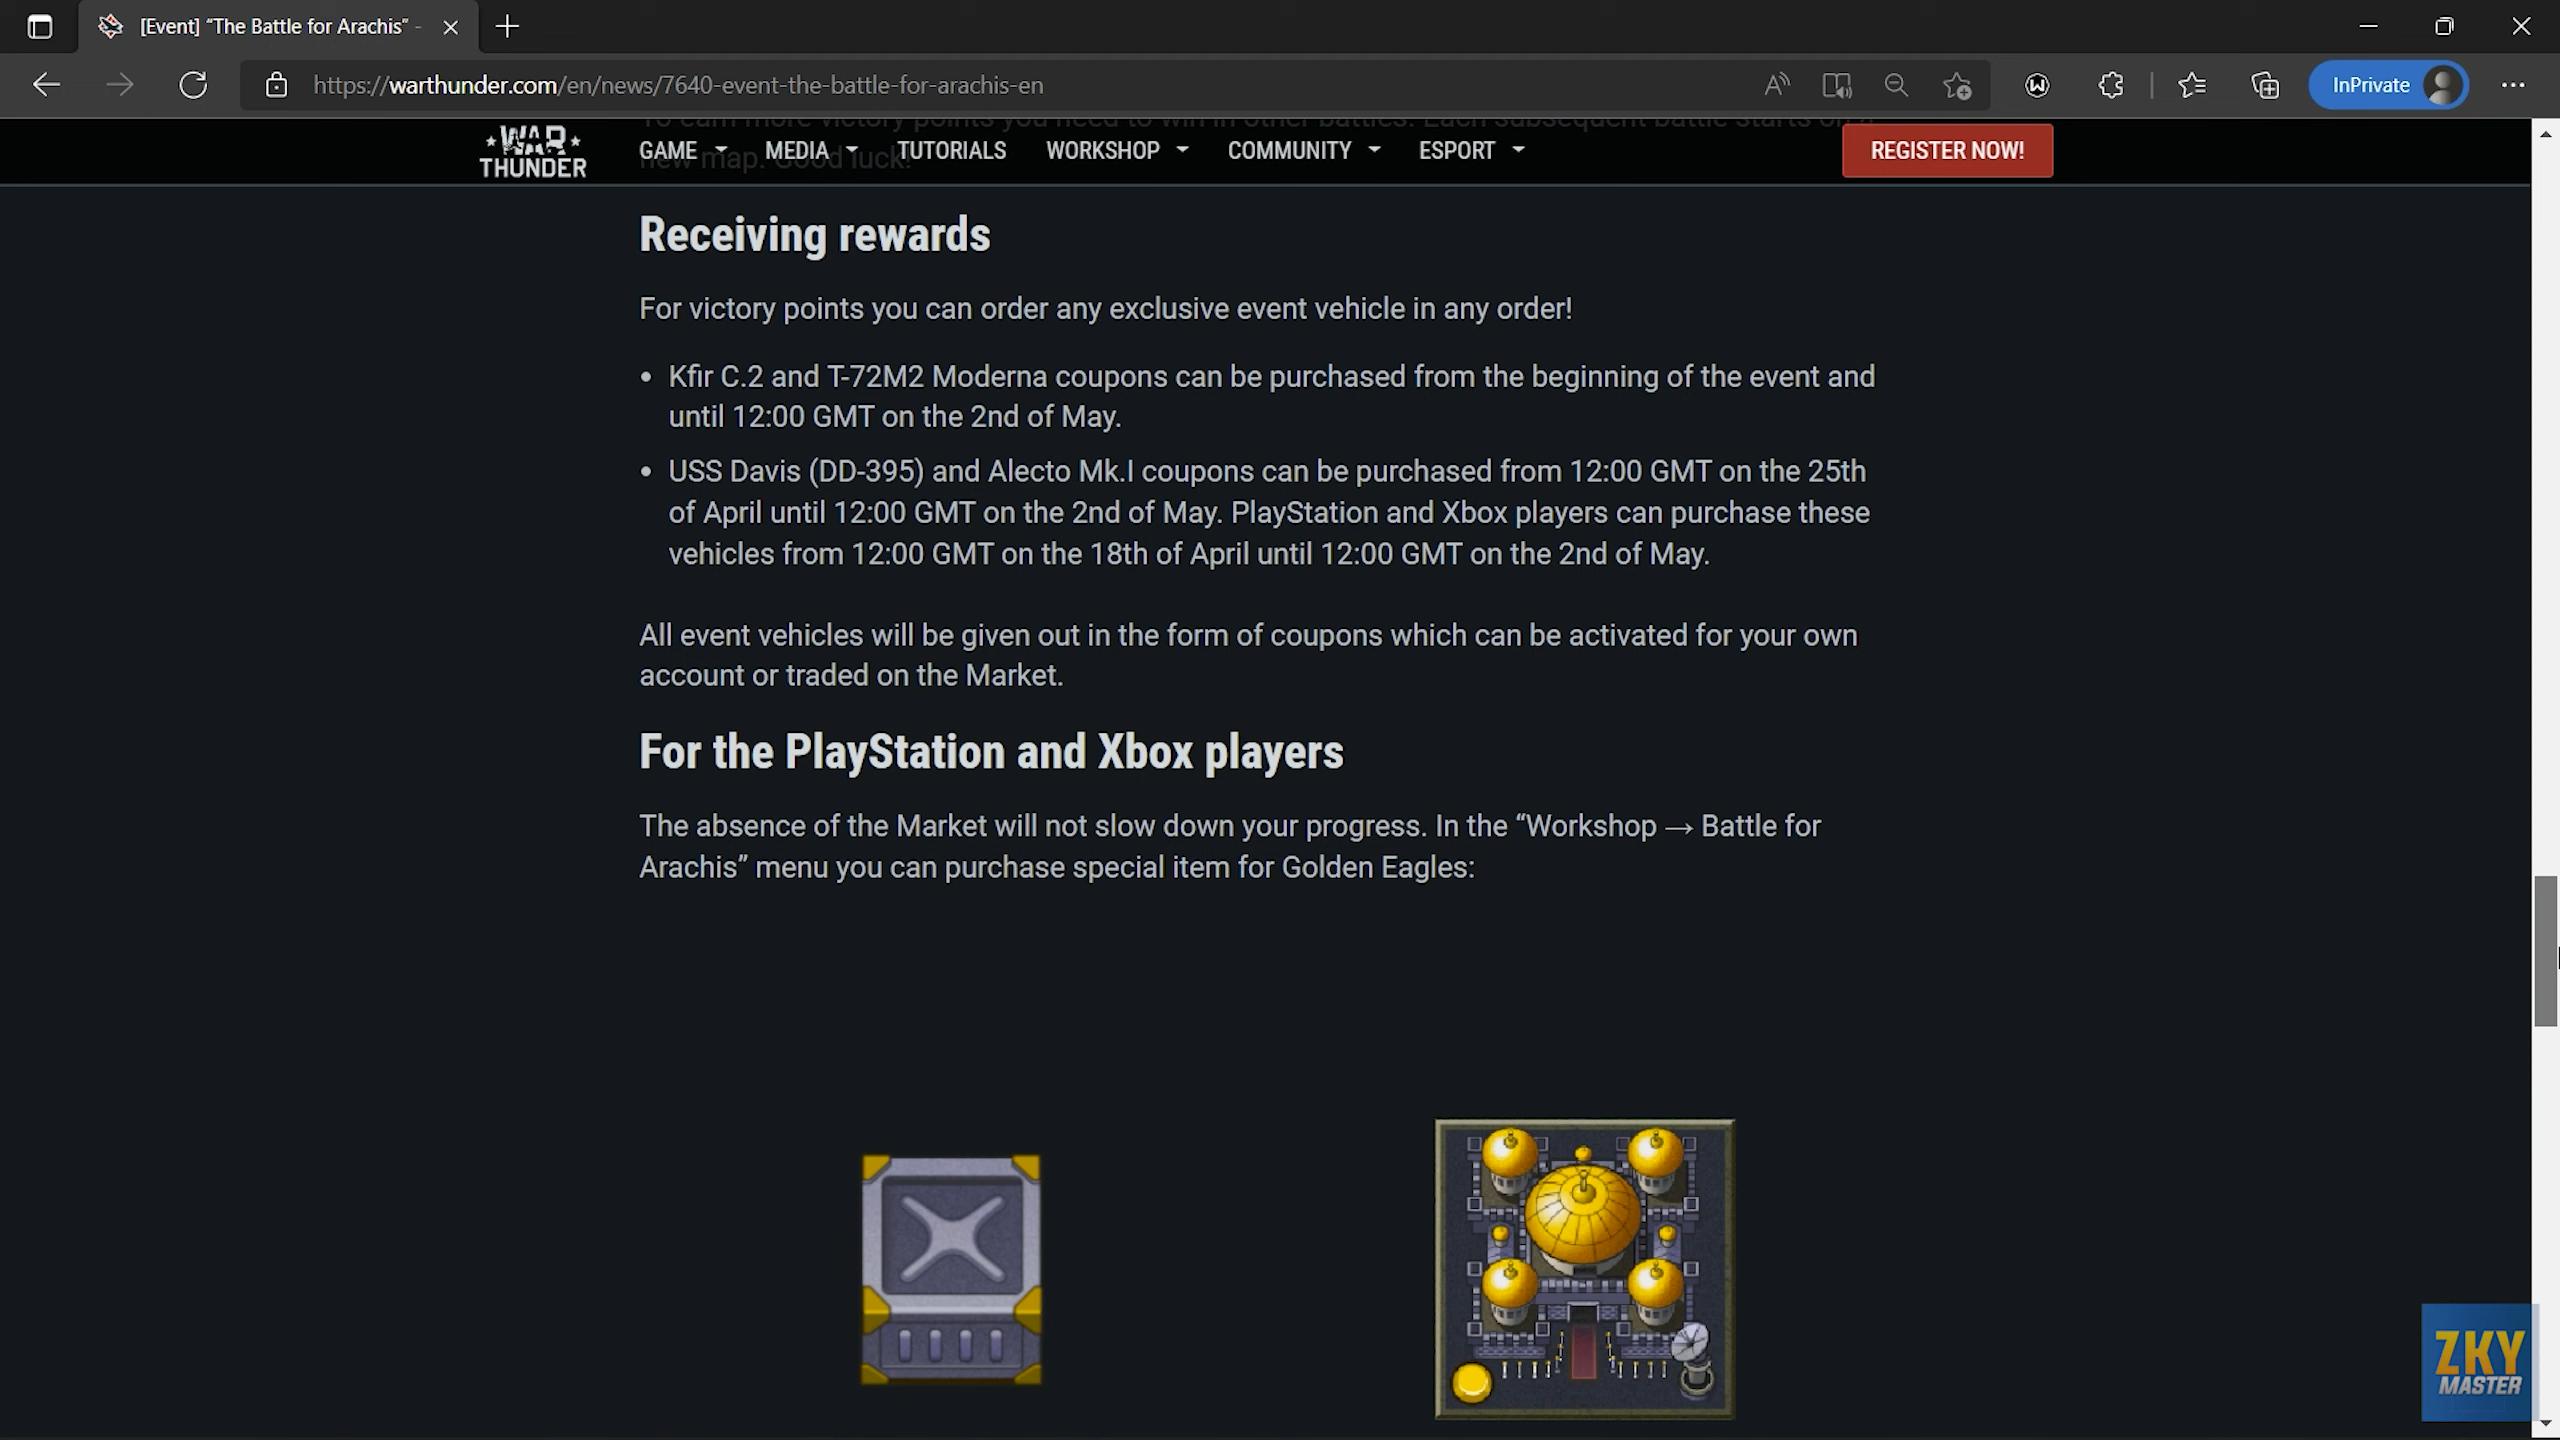 [Event] “The Battle for Arachis” -
https://warthunder.com/en/news/7640-event-the-battle-for-arachis-en
InPrivate
To earn more victory points you need to win in other battles. Each subsequent battle starts on a
new map. Good luck!
WAR THUNDER
GAME
MEDIA
TUTORIALS
WORKSHOP
COMMUNITY
ESPORT
REGISTER NOW!
Receiving rewards
For victory points you can order any exclusive event vehicle in any order!
• Kfir C.2 and T-72M2 Moderna coupons can be purchased from the beginning of the event and
until 12:00 GMT on the 2nd of May.
• USS Davis (DD-395) and Alecto Mk.I coupons can be purchased from 12:00 GMT on the 25th
of April until 12:00 GMT on the 2nd of May. PlayStation and Xbox players can purchase these
vehicles from 12:00 GMT on the 18th of April until 12:00 GMT on the 2nd of May.
All event vehicles will be given out in the form of coupons which can be activated for your own
account or traded on the Market.
For the PlayStation and Xbox players
The absence of the Market will not slow down your progress. In the “Workshop → Battle for
Arachis” menu you can purchase special item for Golden Eagles:
ZKY
MASTER